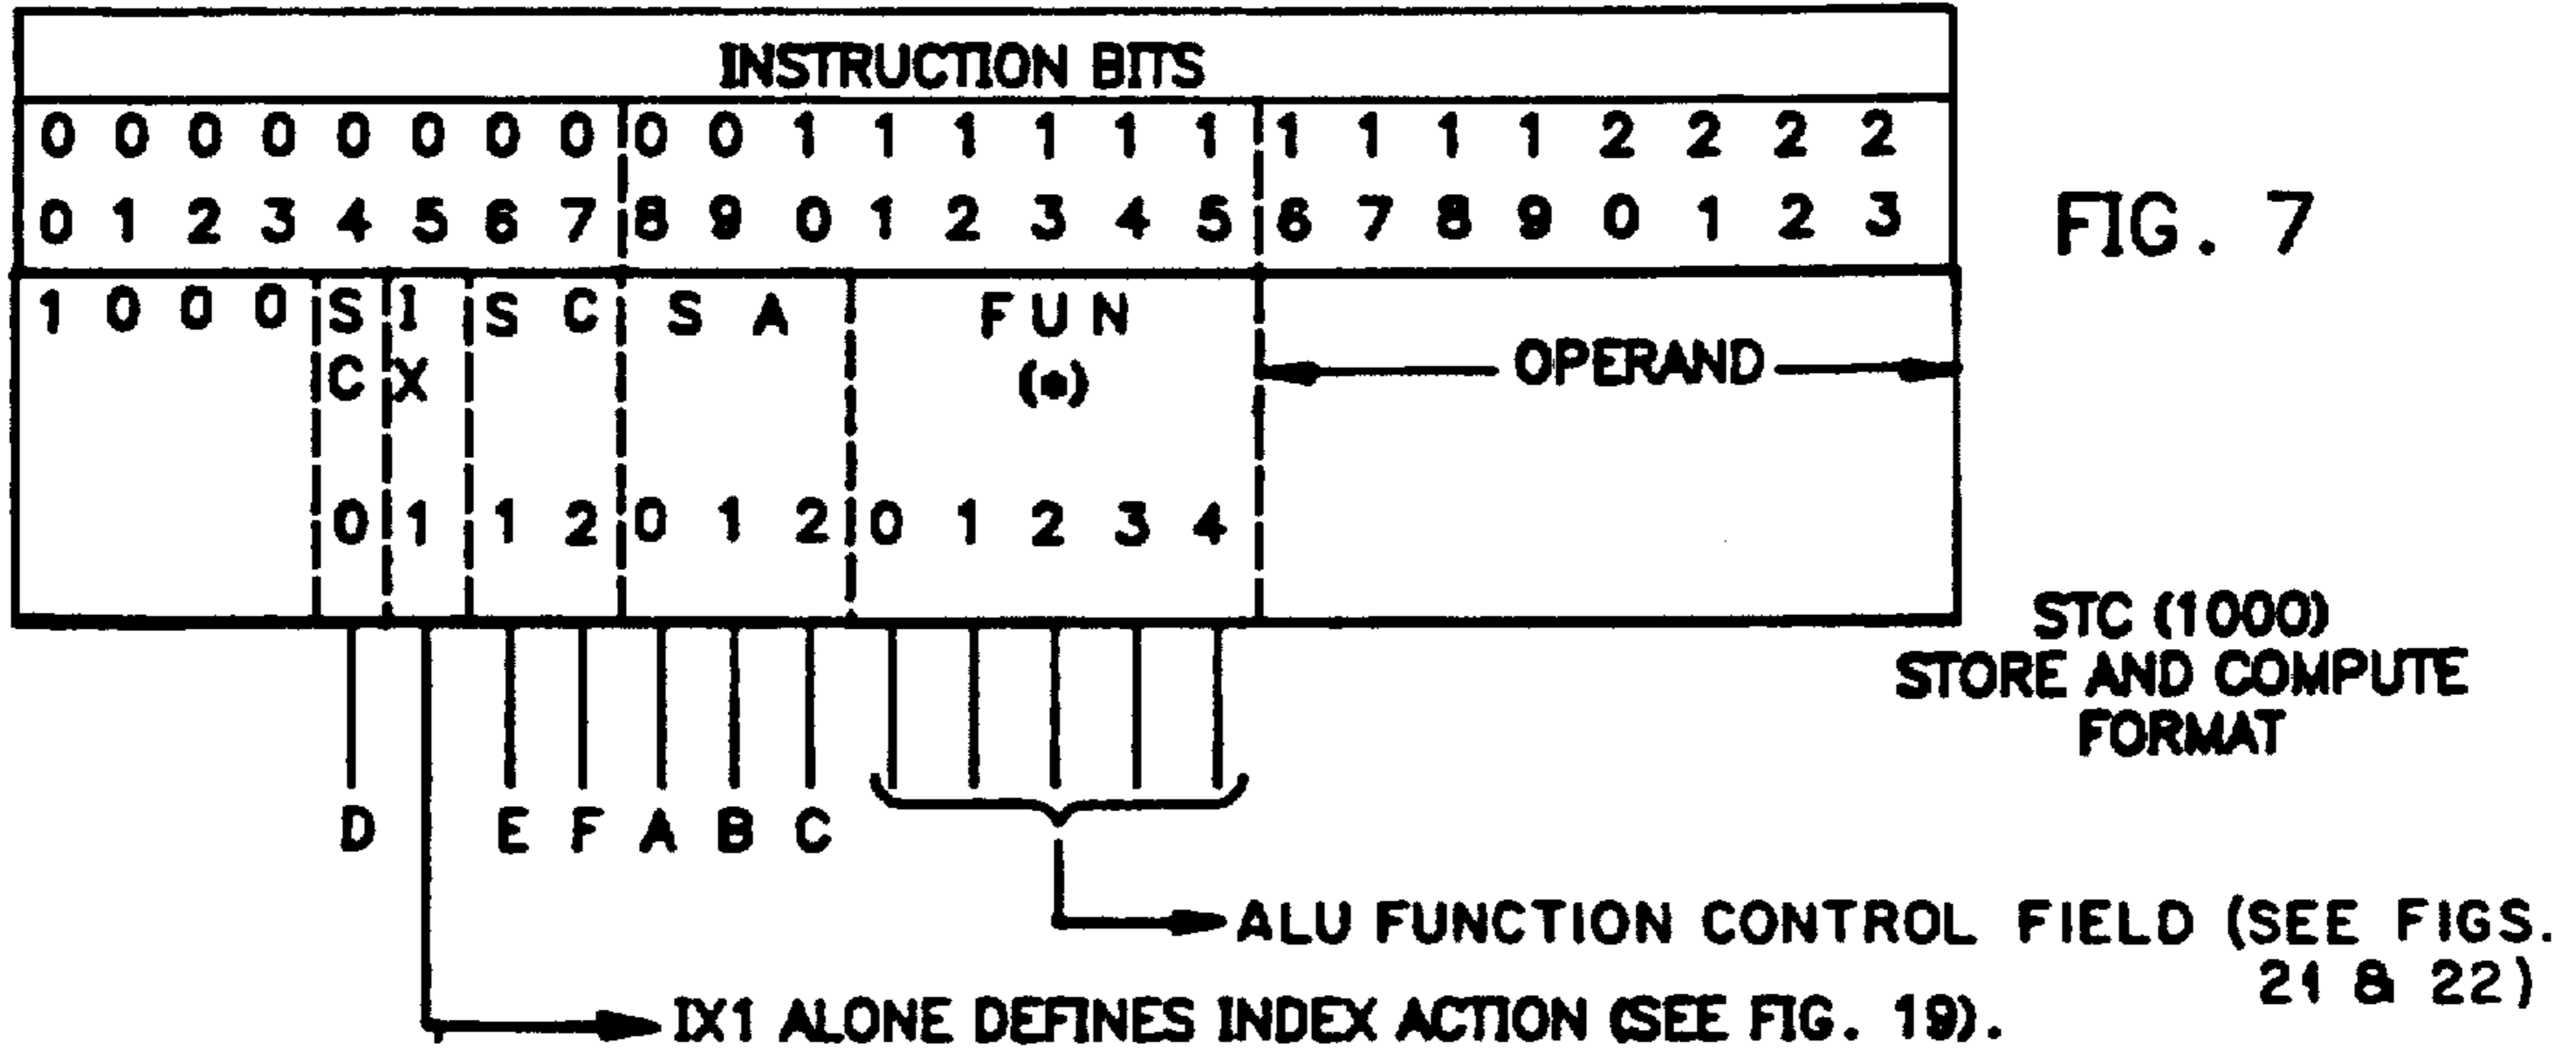 INSTRUCTION BITS
0 0 0 0 0 0 0 0 0 0 1 1 1 1 1 1 1 1 1 1 2 2 2 2
0 1 2 3 4 5 6 7 8 9 0 1 2 3 4 5 6 7 8 9 0 1 2 3
FIG. 7
1 0 0 0 S I S C S A F U N
C X (*) OPERAND
0 1 1 2 0 1 2 0 1 2 3 4
STC (1000)
STORE AND COMPUTE
FORMAT
D E F A B C
ALU FUNCTION CONTROL FIELD (SEE FIGS.
21 & 22)
IX1 ALONE DEFINES INDEX ACTION (SEE FIG. 19).